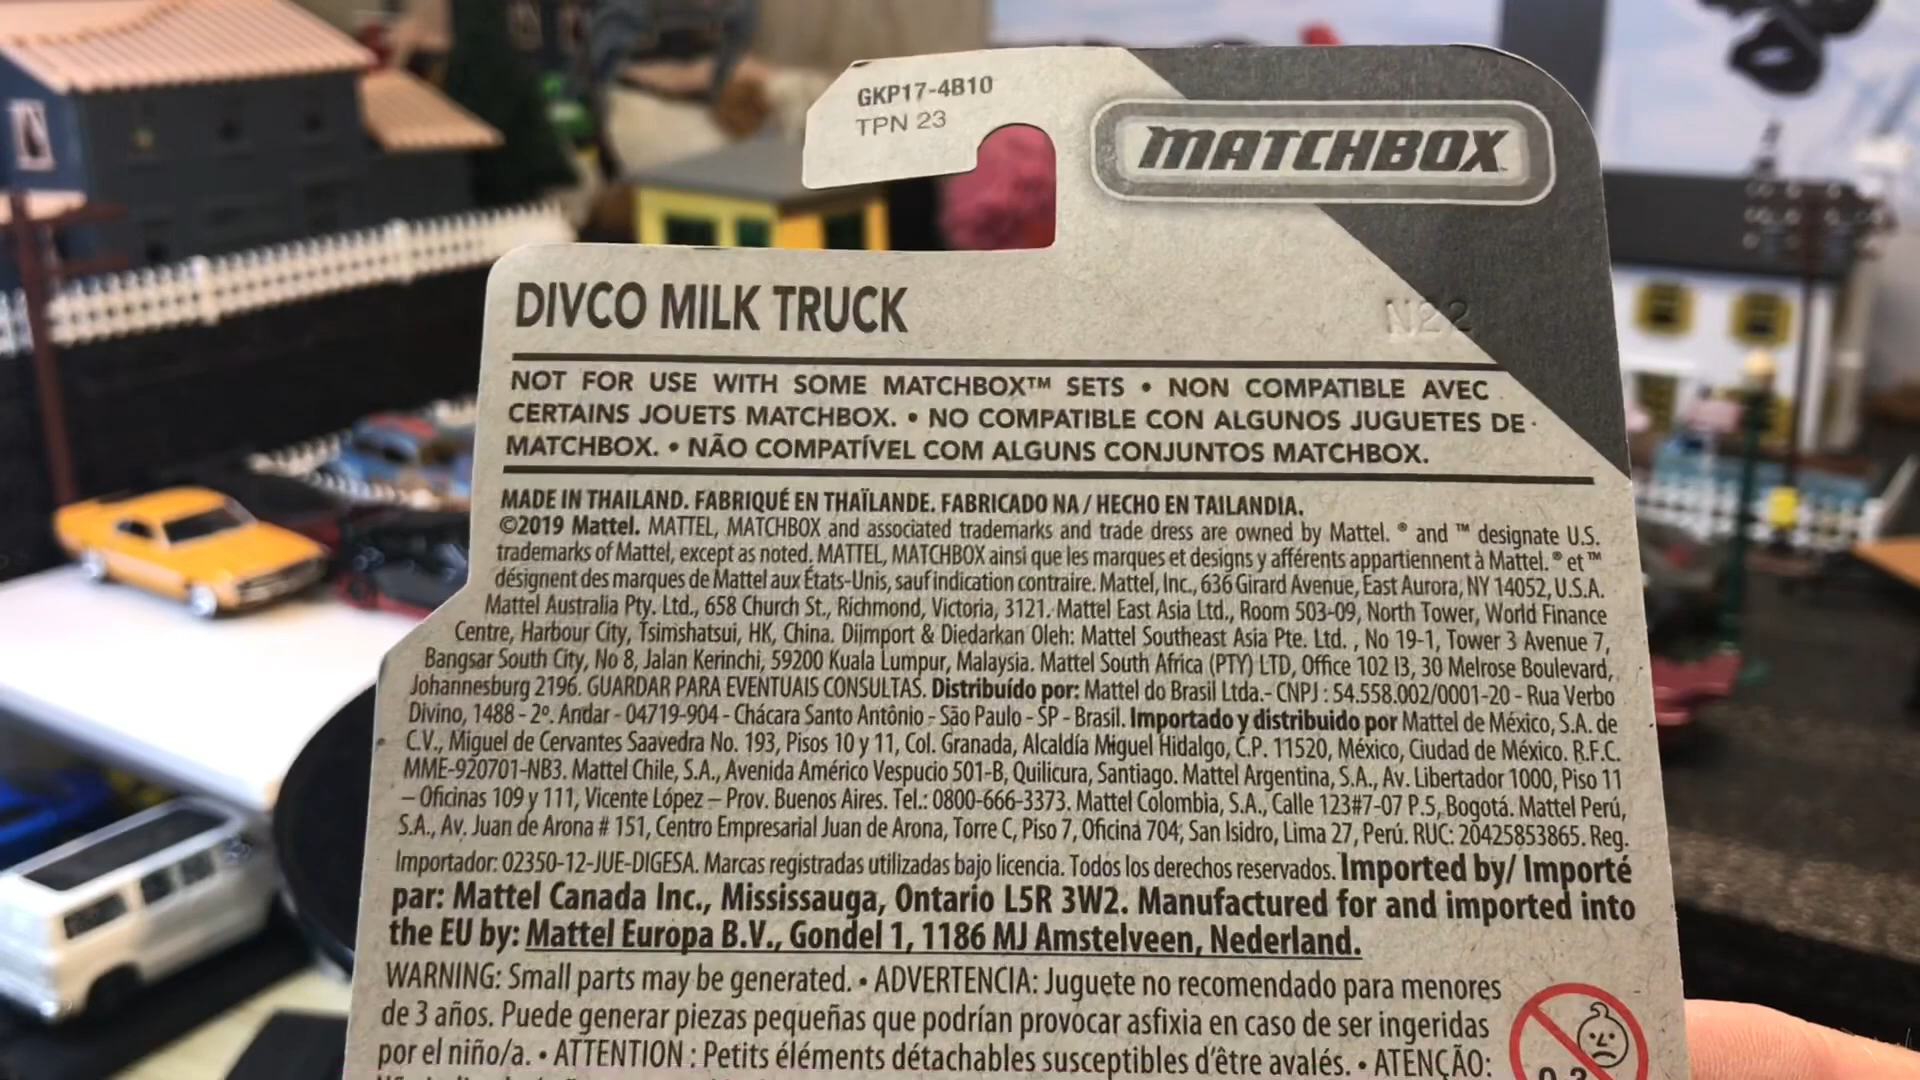 GKP17-4B10
TPN 23
MATCHBOX
DIVCO MILK TRUCK
N22
NOT FOR USE WITH SOME MATCHBOX™ SETS • NON COMPATIBLE AVEC
CERTAINS JOUETS MATCHBOX. • NO COMPATIBLE CON ALGUNOS JUGUETES DE
MATCHBOX. • NÃO COMPATÍVEL COM ALGUNS CONJUNTOS MATCHBOX.
MADE IN THAILAND. FABRIQUÉ EN THAÏLANDE. FABRICADO NA / HECHO EN TAILANDIA.
©2019 Mattel. MATTEL, MATCHBOX and associated trademarks and trade dress are owned by Mattel. ® and ™ designate U.S.
trademarks of Mattel, except as noted. MATTEL, MATCHBOX ainsi que les marques et designs y afférents appartiennent à Mattel. ® et ™
désignent des marques de Mattel aux États-Unis, sauf indication contraire. Mattel, Inc., 636 Girard Avenue, East Aurora, NY 14052, U.S.A.
Mattel Australia Pty. Ltd., 658 Church St., Richmond, Victoria, 3121. Mattel East Asia Ltd., Room 503-09, North Tower, World Finance
Centre, Harbour City, Tsimshatsui, HK, China. Diimport & Diedarkan Oleh: Mattel Southeast Asia Pte. Ltd. , No 19-1, Tower 3 Avenue 7,
Bangsar South City, No 8, Jalan Kerinchi, 59200 Kuala Lumpur, Malaysia. Mattel South Africa (PTY) LTD, Office 102 I3, 30 Melrose Boulevard,
Johannesburg 2196. GUARDAR PARA EVENTUAIS CONSULTAS. Distribuído por: Mattel do Brasil Ltda.- CNPJ : 54.558.002/0001-20 - Rua Verbo
Divino, 1488 - 2º. Andar - 04719-904 - Chácara Santo Antônio - São Paulo - SP - Brasil. Importado y distribuido por Mattel de México, S.A. de
C.V., Miguel de Cervantes Saavedra No. 193, Pisos 10 y 11, Col. Granada, Alcaldía Miguel Hidalgo, C.P. 11520, México, Ciudad de México. R.F.C.
MME-920701-NB3. Mattel Chile, S.A., Avenida Américo Vespucio 501-B, Quilicura, Santiago. Mattel Argentina, S.A., Av. Libertador 1000, Piso 11
– Oficinas 109 y 111, Vicente López – Prov. Buenos Aires. Tel.: 0800-666-3373. Mattel Colombia, S.A., Calle 123#7-07 P.5, Bogotá. Mattel Perú,
S.A., Av. Juan de Arona # 151, Centro Empresarial Juan de Arona, Torre C, Piso 7, Oficina 704, San Isidro, Lima 27, Perú. RUC: 20425853865. Reg.
Importador: 02350-12-JUE-DIGESA. Marcas registradas utilizadas bajo licencia. Todos los derechos reservados. Imported by/ Importé
par: Mattel Canada Inc., Mississauga, Ontario L5R 3W2. Manufactured for and imported into
the EU by: Mattel Europa B.V., Gondel 1, 1186 MJ Amstelveen, Nederland.
WARNING: Small parts may be generated. • ADVERTENCIA: Juguete no recomendado para menores
de 3 años. Puede generar piezas pequeñas que podrían provocar asfixia en caso de ser ingeridas
por el niño/a. • ATTENTION : Petits éléments détachables susceptibles d'être avalés. • ATENÇÃO: